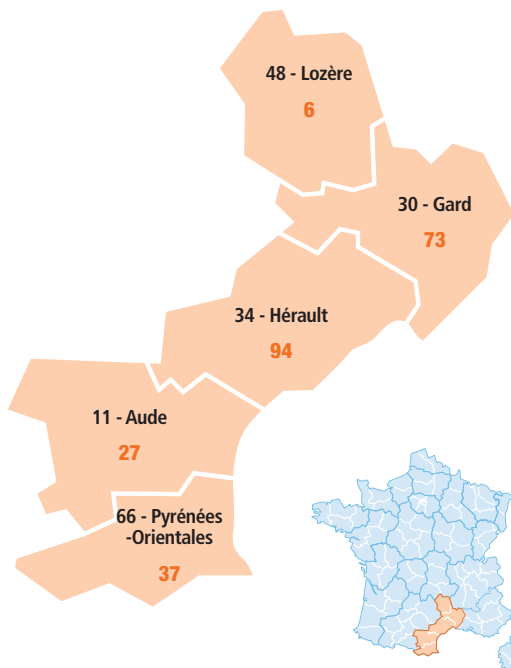 48 - Lozère
6
30 - Gard
73
34 - Hérault
94
11 - Aude
27
66 - Pyrénées
-Orientales
37